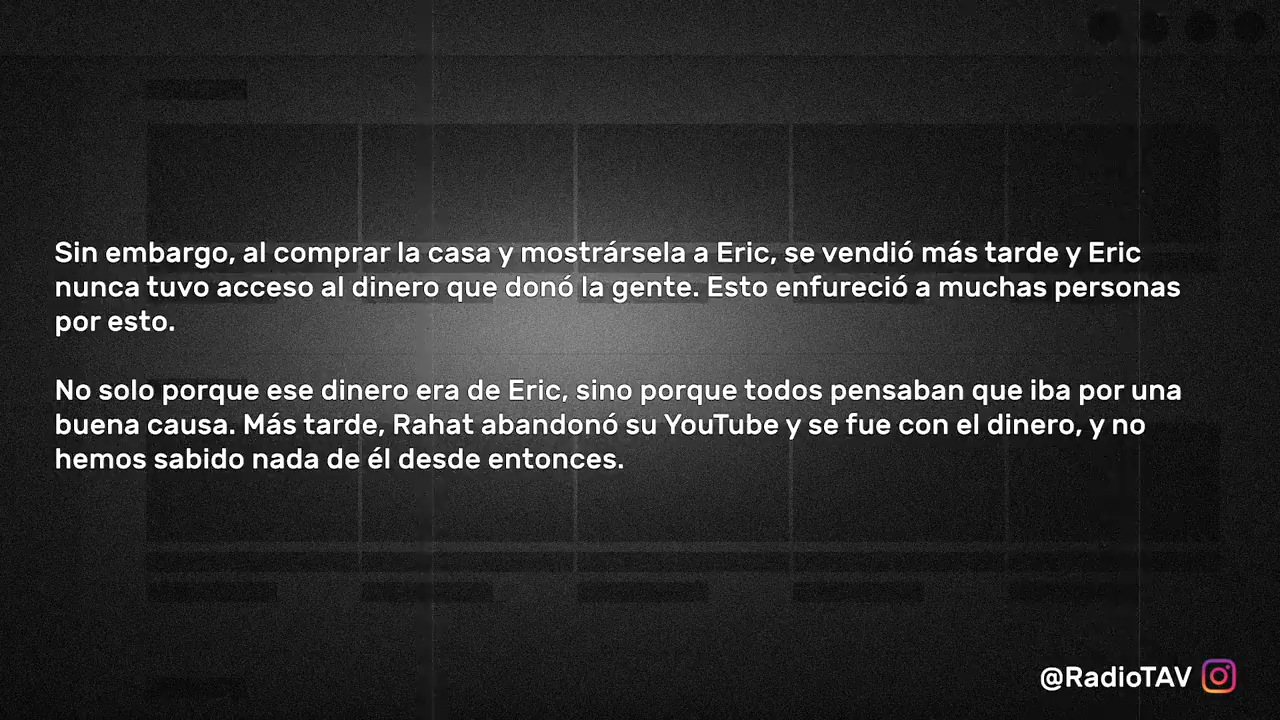 Sin embargo, al comprar la casa y mostrársela a Eric, se vendió más tarde y Eric
nunca tuvo acceso al dinero que donó la gente. Esto enfureció a muchas personas
por esto.
No solo porque ese dinero era de Eric, sino porque todos pensaban que iba por una
buena causa. Más tarde, Rahat abandonó su YouTube y se fue con el dinero, y no
hemos sabido nada de él desde entonces.
@RadioTAV